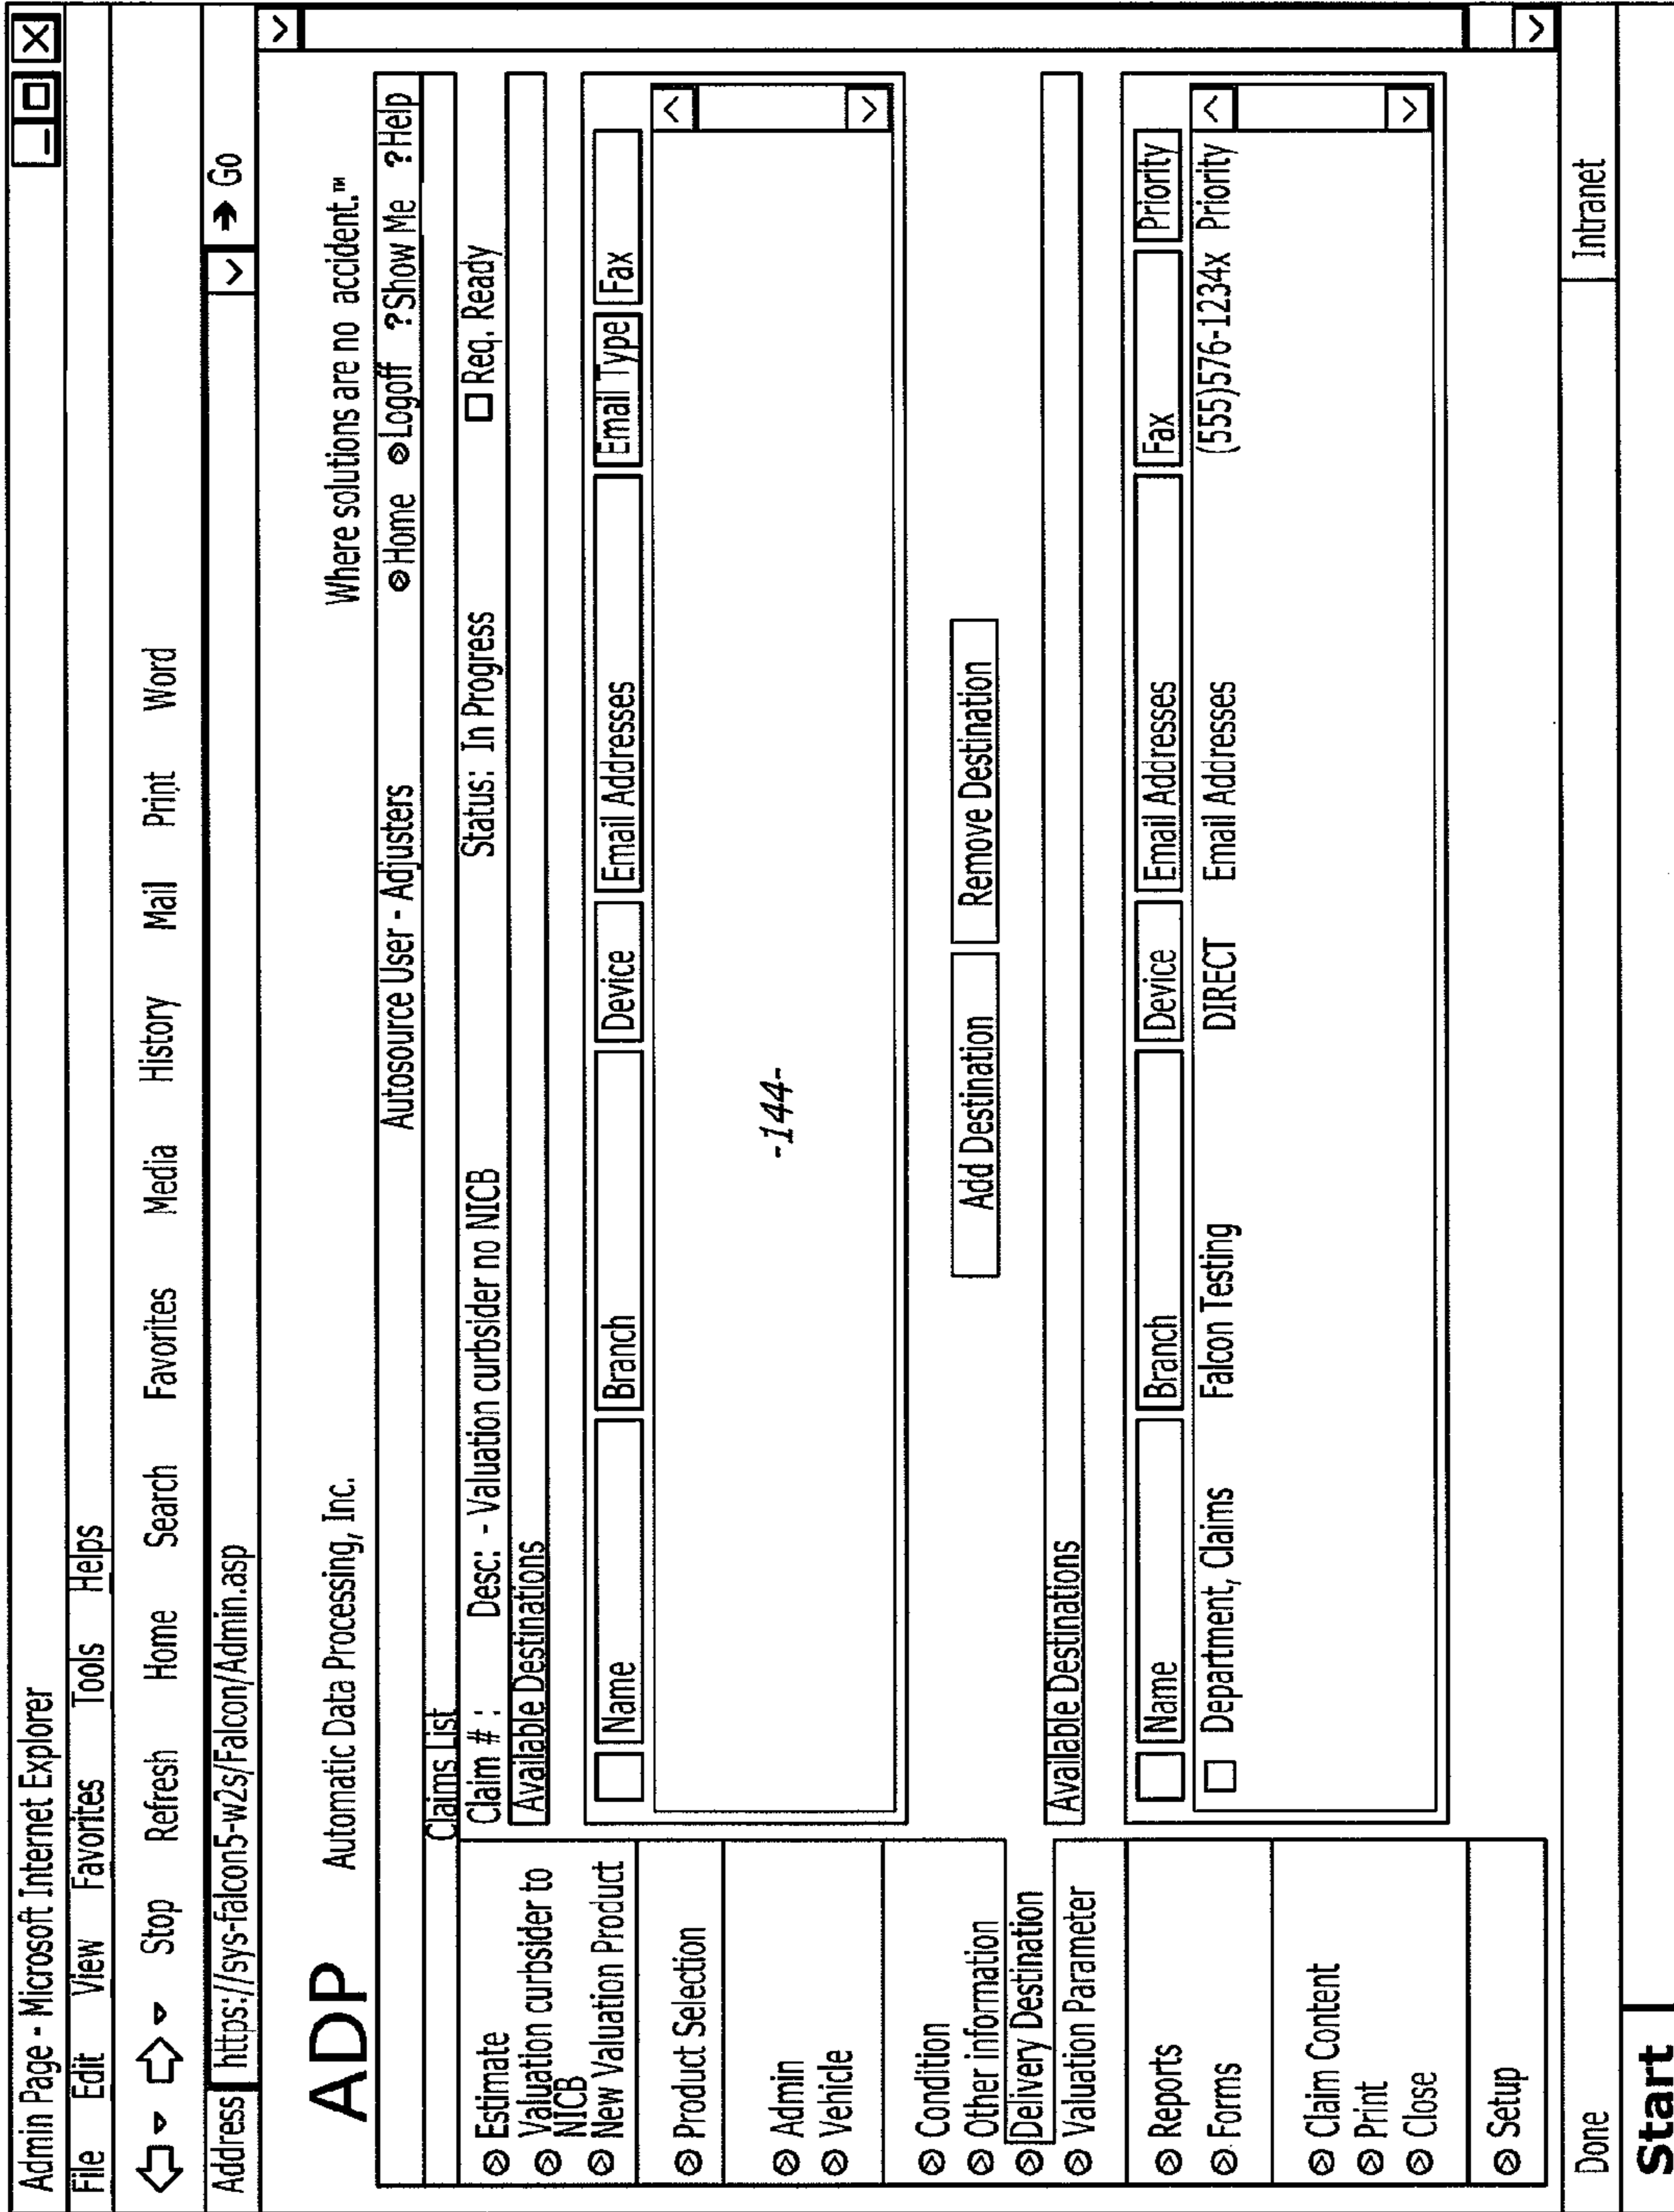 Admin Page - Microsoft Internet Explorer
File Edit View Favorites Tools Helps
Stop Refresh Home Search Favorites Media History Mail Print Word
Address https://sys-falcon5-w2s/Falcon/Admin.asp Go
ADP Automatic Data Processing, Inc. Where solutions are no accident.™
Autosource User - Adjusters Home Logoff ?Show Me ?Help
Claims List
Claim # : Desc: - Valuation curbsider no NICB Status: In Progress Req. Ready
Available Destinations
Name Branch Device Email Addresses Email Type Fax
-144-
Add Destination Remove Destination
Available Destinations
Name Branch Device Email Addresses Fax Priority
Department, Claims Falcon Testing DIRECT Email Addresses (555)576-1234x Priority
Estimate
Valuation curbsider to
NICB
New Valuation Product
Product Selection
Admin
Vehicle
Condition
Other information
Delivery Destination
Valuation Parameter
Reports
Forms
Claim Content
Print
Close
Setup
Done Intranet
Start